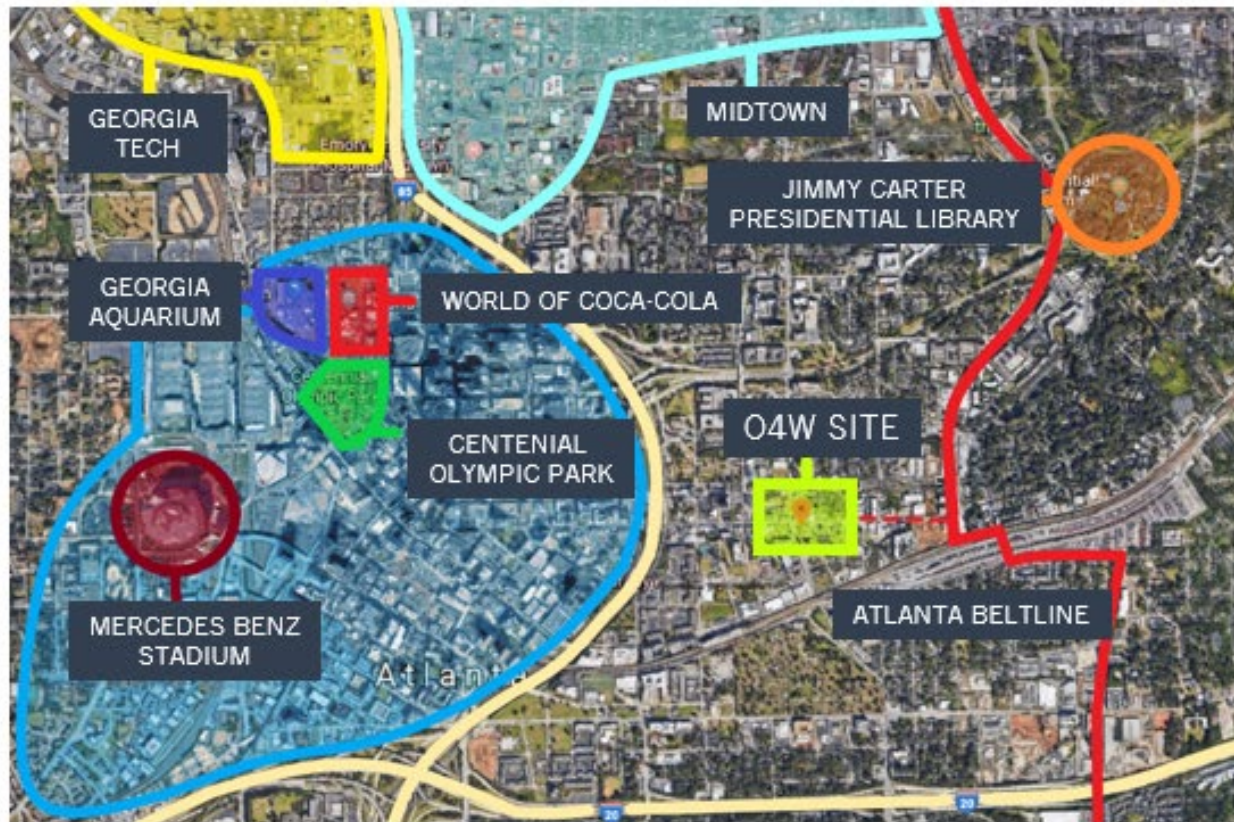 GEORGIA
TECH
MIDTOWN
85
JIMMY CARTER
PRESIDENTIAL LIBRARY
GEORGIA
AQUARIUM
WORLD OF COCA-COLA
O4W SITE
CENTENIAL
OLYMPIC PARK
MERCEDES BENZ
STADIUM
ATLANTA BELTLINE
Atlanta
20
20